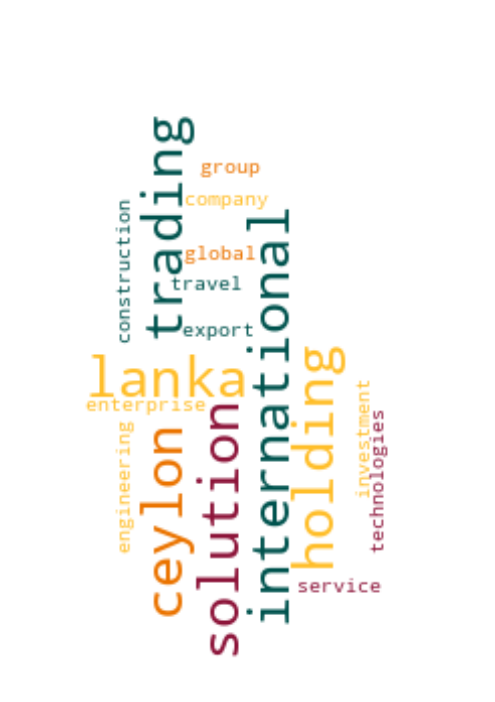 trading
group
company
construction
global
travel
international
export
lanka
holding
enterprise
investment
solution
technologies
engineering
ceylon
service